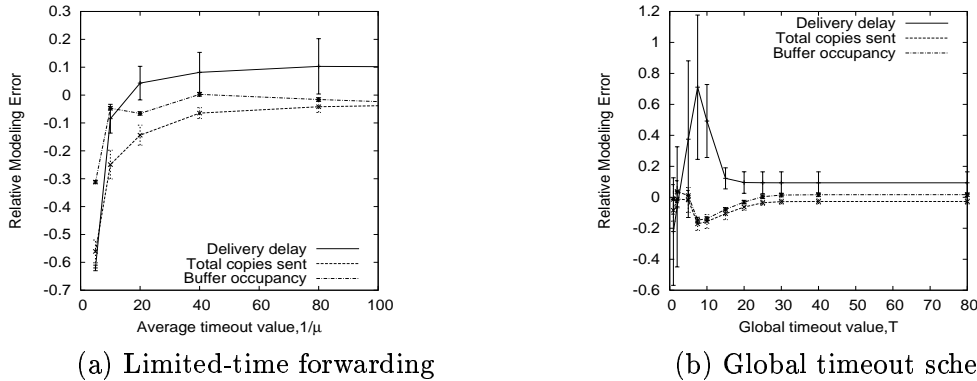 0.3
0.2
0.1
0
-0.1
-0.2
-0.3
-0.4
-0.5
-0.6
-0.7
Relative Modeling Error
Delivery delay
Total copies sent
Buffer occupancy
0 20 40 60 80 100
Average timeout value,1/μ
(a) Limited-time forwarding
1.2
1
0.8
0.6
0.4
0.2
0
-0.2
-0.4
-0.6
Relative Modeling Error
Delivery delay
Total copies sent
Buffer occupancy
0 10 20 30 40 50 60 70 80
Global timeout value,T
(b) Global timeout sche